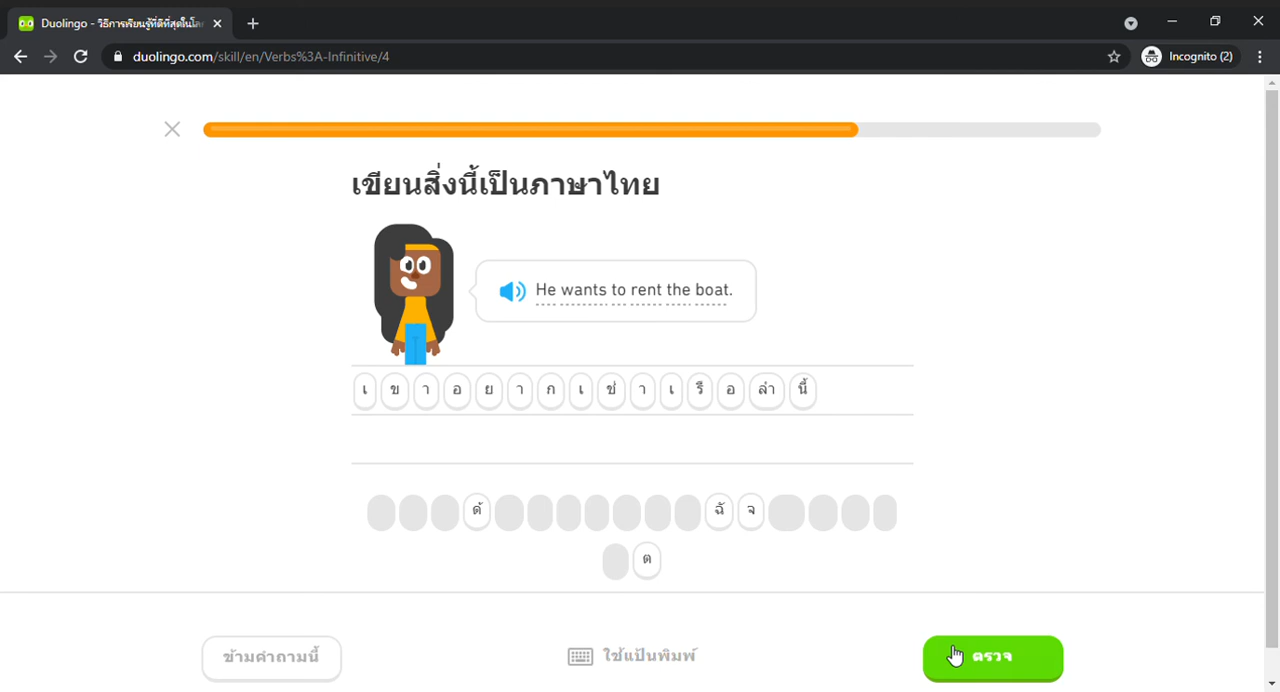 Duolingo - วิธีการเรียนรู้ที่ดีที่สุดในโล
duolingo.com/skill/en/Verbs%3A-Infinitive/4
Incognito (2)
เขียนสิ่งนี้เป็นภาษาไทย
He wants to rent the boat.
เ ข า อ ย า ก เ ช่ า เ รื อ ล่า นี้
ด้ ฉั จ
ต
ข้ามคำถามนี้
ใช้แป้นพิมพ์
ตรวจ